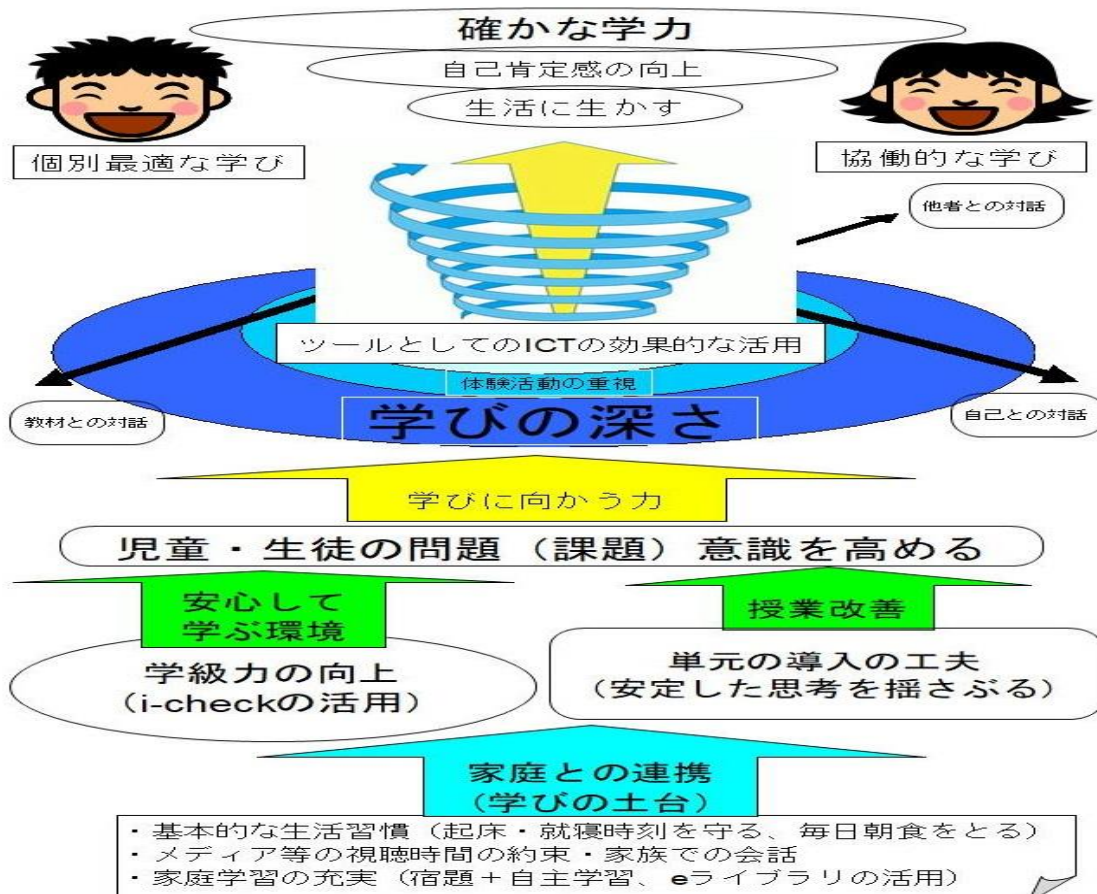 確かな学力
自己肯定感の向上
生活に生かす
個別最適な学び
協働的な学び
他者との対話
ツールとしてのICTの効果的な活用
体験活動の重視
学びの深さ
教材との対話
自己との対話
学びに向かう力
児童・生徒の問題（課題）意識を高める
安心して
学ぶ環境
授業改善
学級力の向上
(i-checkの活用)
単元の導入の工夫
(安定した思考を揺さぶる)
家庭との連携
(学びの土台)
・基本的な生活習慣（起床・就寝時刻を守る、毎日朝食をとる）
・メディア等の視聴時間の約束・家族での会話
・家庭学習の充実（宿題＋自主学習、eライブラリの活用）